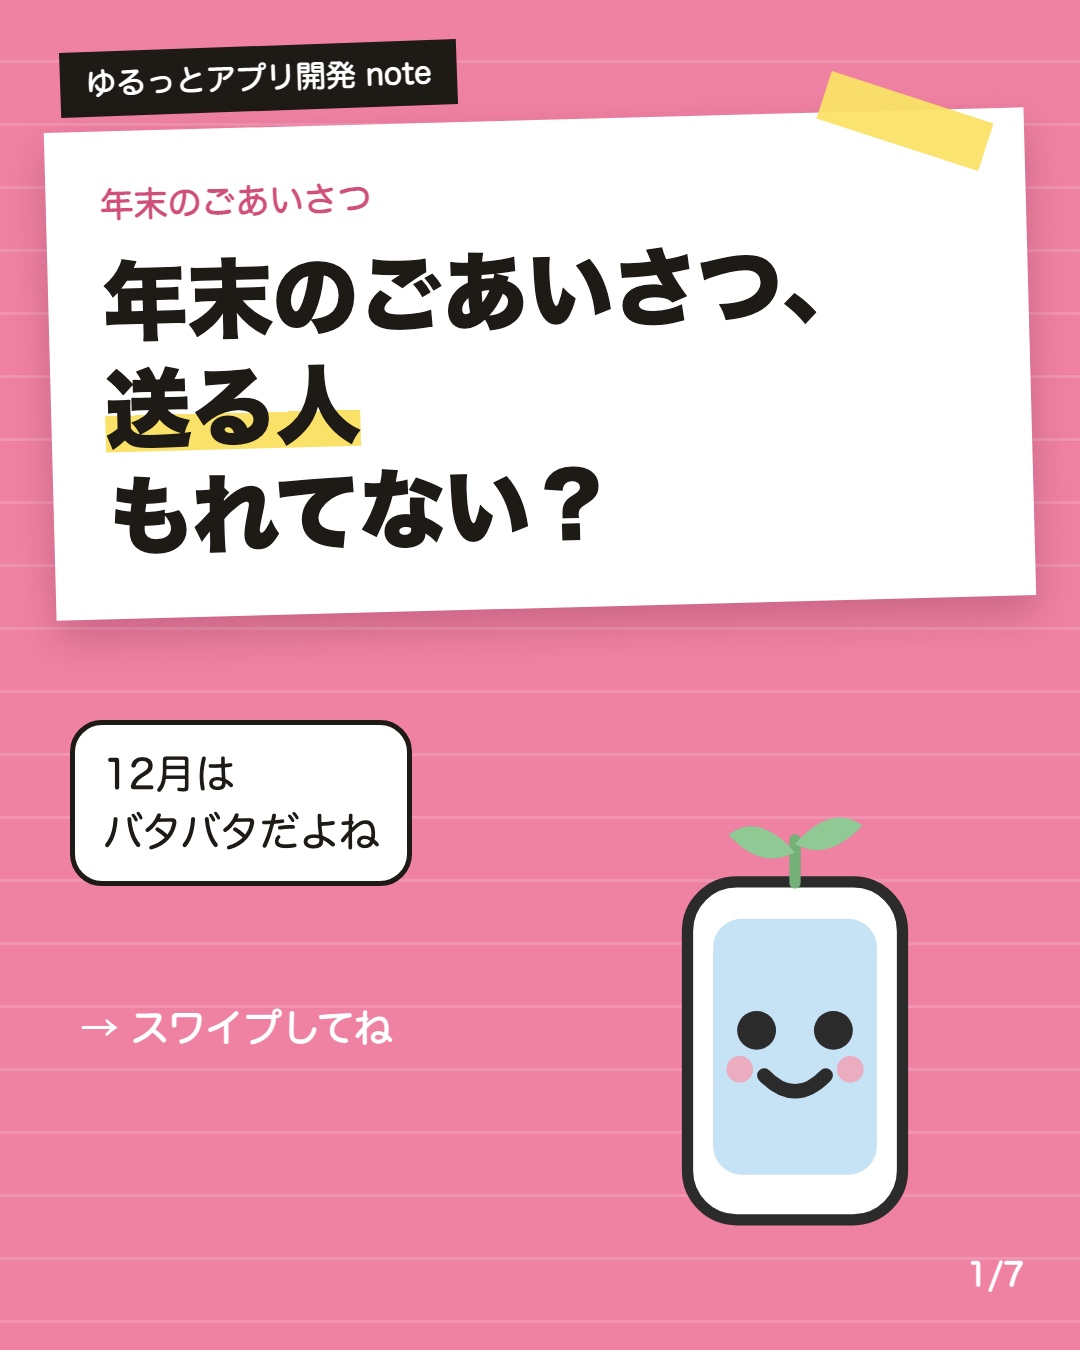 ゆるっとアプリ開発 note
年末のごあいさつ
年末のごあいさつ、
送る人
もれてない？
12月は
バタバタだよね
→ スワイプしてね
1/7